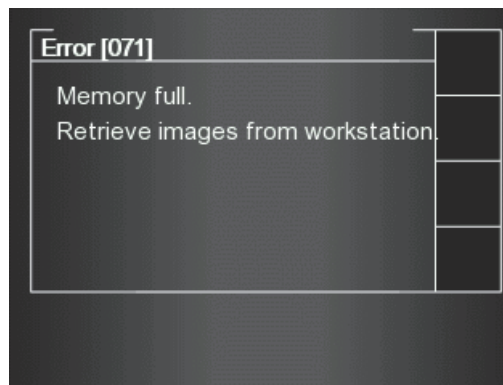 Error [071]
Memory full.
Retrieve images from workstation.